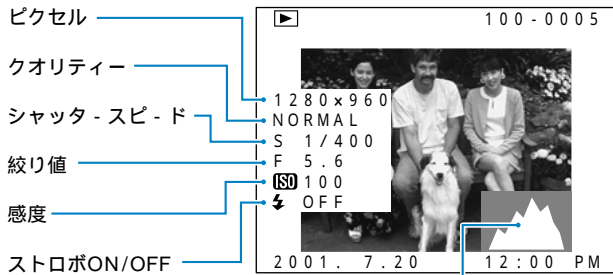 ピクセル
クオリティー
シャッタ - スピ - ド
絞り値
感度
ストロボON/OFF
100-0005
1280×960
NORMAL
S 1/400
F 5.6
ISO 100
OFF
2001. 7.20 12:00 PM